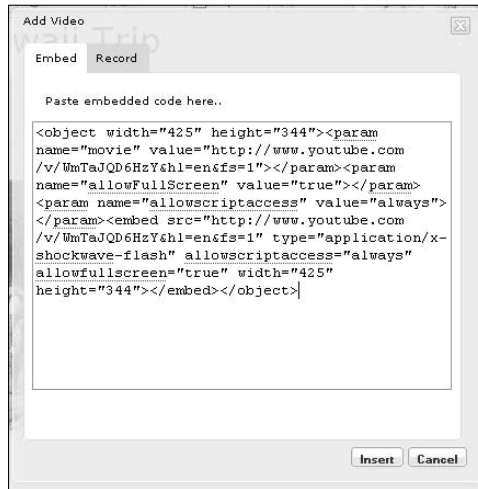 Add Video
waii Trip
Embed Record
Paste embedded code here..
<object width="425" height="344"><param
name="movie" value="http://www.youtube.com
/v/WmTaJQD6HzY&hl=en&fs=1"></param><param
name="allowFullScreen" value="true"></param>
<param name="allowscriptaccess" value="always">
</param><embed src="http://www.youtube.com
/v/WmTaJQD6HzY&hl=en&fs=1" type="application/x-
shockwave-flash" allowscriptaccess="always"
allowfullscreen="true" width="425"
height="344"></embed></object>
Insert Cancel